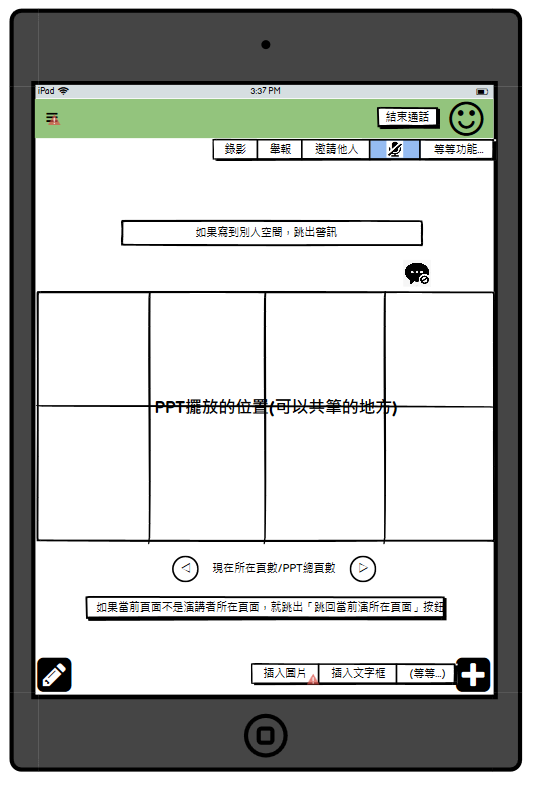 iPad 3:37 PM
結束通話
錄影 舉報 邀請他人 等等功能...
如果寫到別人空間，跳出警訊
PPT擺放的位置(可以共筆的地方)
現在所在頁數/PPT總頁數
如果當前頁面不是演講者所在頁面，就跳出「跳回當前演所在頁面」按鈕
插入圖片 插入文字框 (等等...)